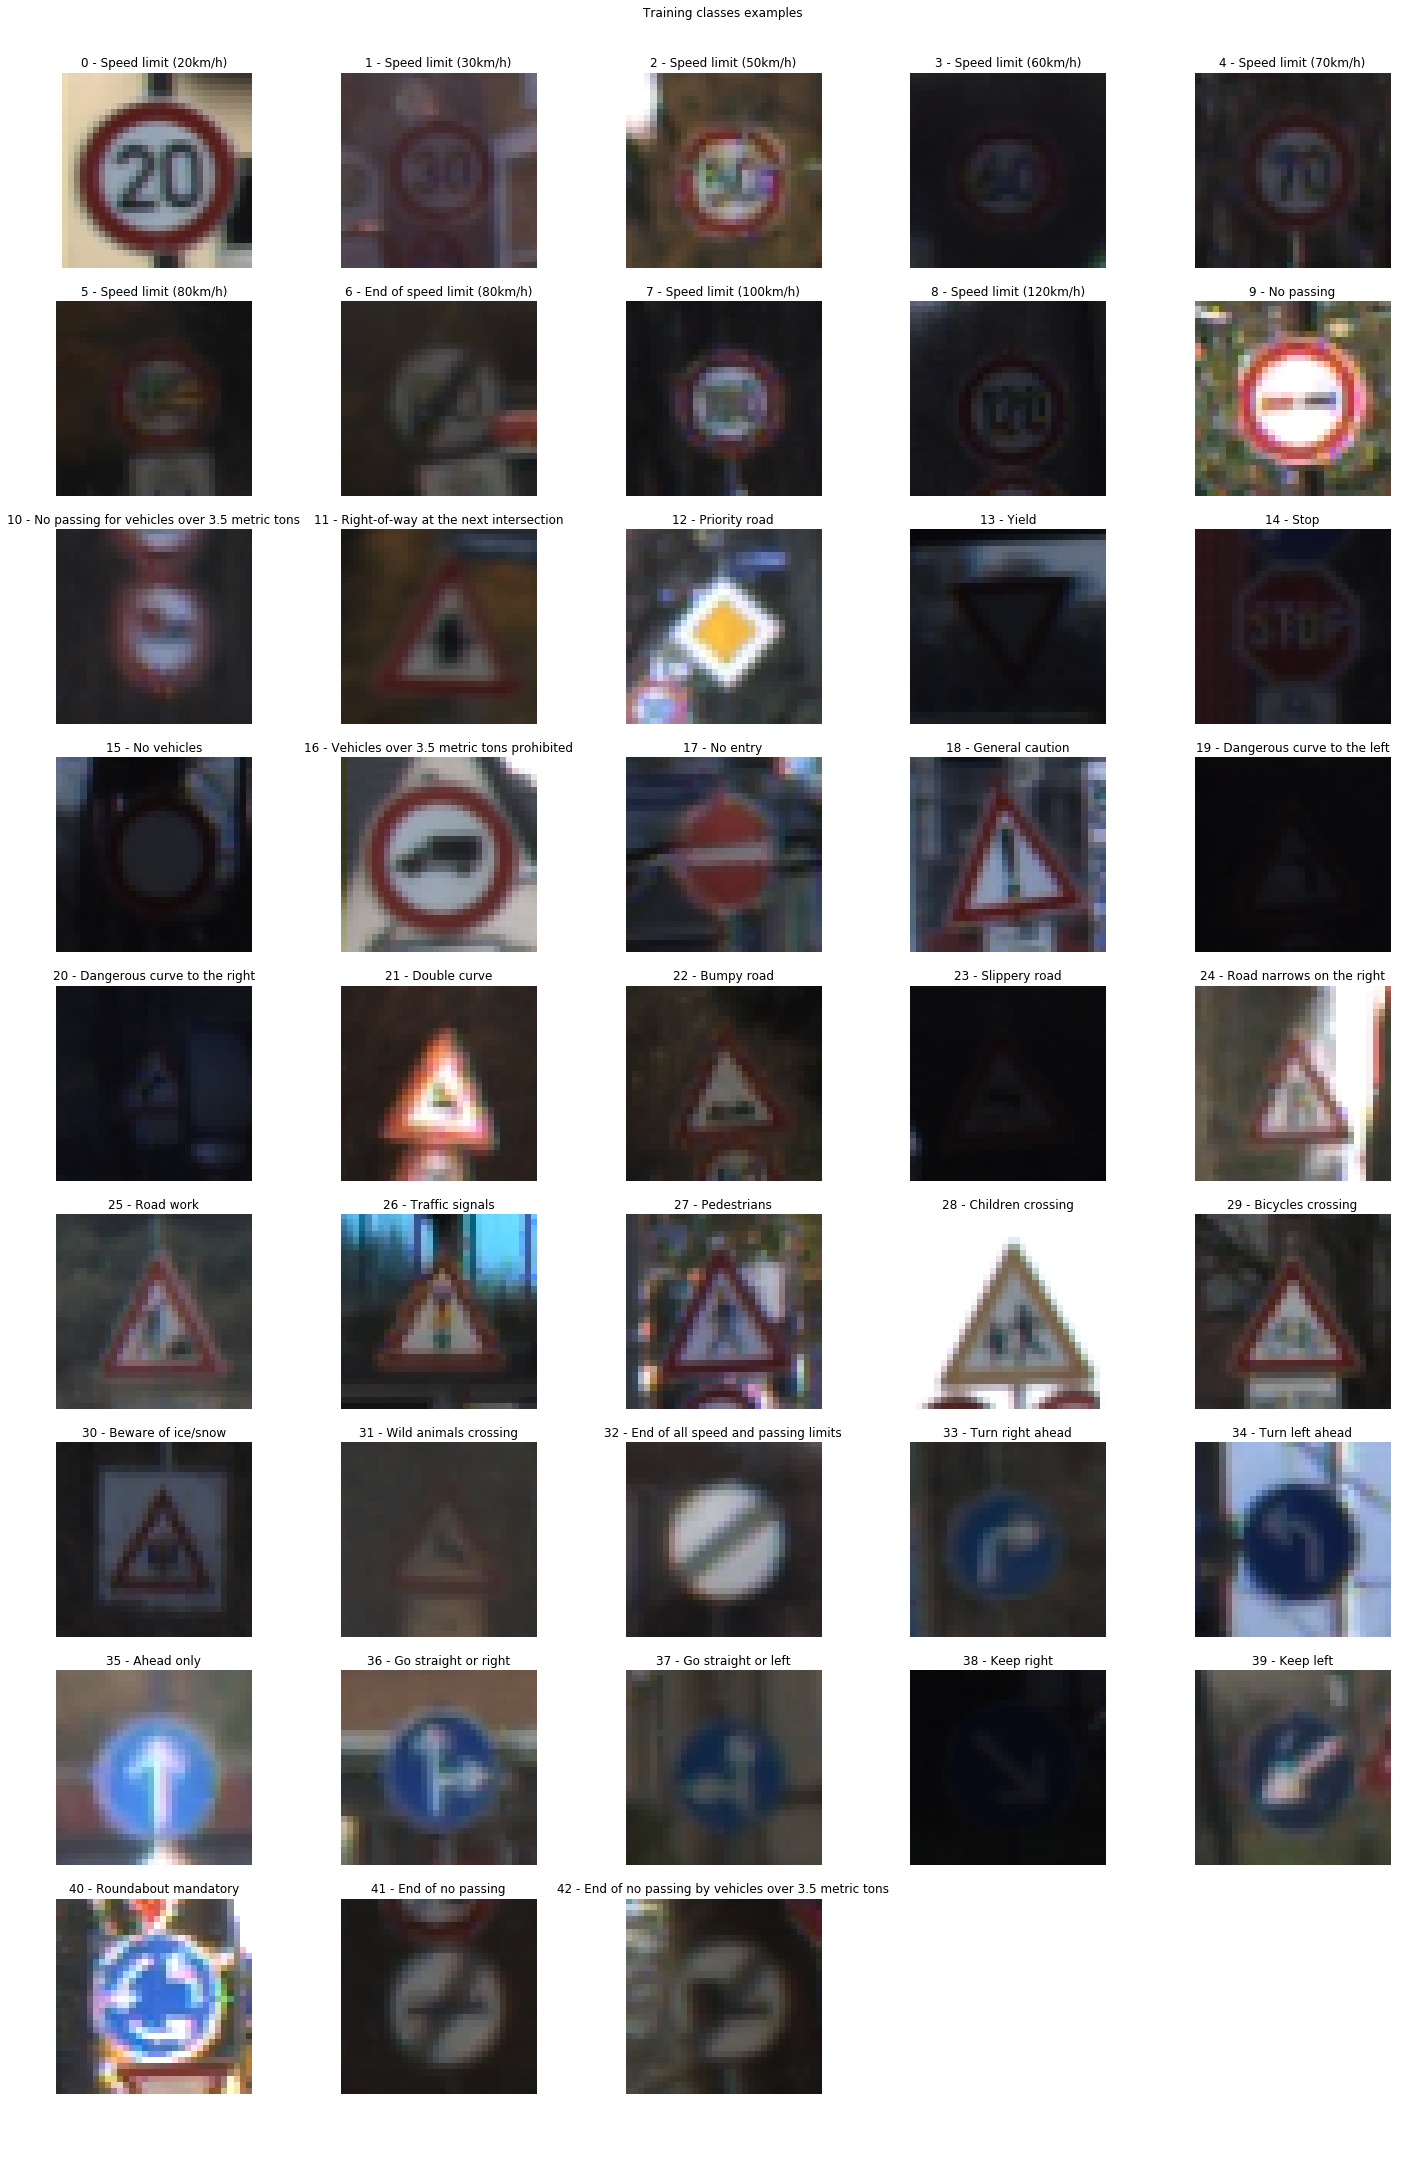 Training classes examples
0 - Speed limit (20km/h)
1 - Speed limit (30km/h)
2 - Speed limit (50km/h)
3 - Speed limit (60km/h)
4 - Speed limit (70km/h)
20
30
70
5 - Speed limit (80km/h)
6 - End of speed limit (80km/h)
7 - Speed limit (100km/h)
8 - Speed limit (120km/h)
9 - No passing
10 - No passing for vehicles over 3.5 metric tons
11 - Right-of-way at the next intersection
12 - Priority road
13 - Yield
14 - Stop
STOP
15 - No vehicles
16 - Vehicles over 3.5 metric tons prohibited
17 - No entry
18 - General caution
19 - Dangerous curve to the left
20 - Dangerous curve to the right
21 - Double curve
22 - Bumpy road
23 - Slippery road
24 - Road narrows on the right
25 - Road work
26 - Traffic signals
27 - Pedestrians
28 - Children crossing
29 - Bicycles crossing
30 - Beware of ice/snow
31 - Wild animals crossing
32 - End of all speed and passing limits
33 - Turn right ahead
34 - Turn left ahead
35 - Ahead only
36 - Go straight or right
37 - Go straight or left
38 - Keep right
39 - Keep left
40 - Roundabout mandatory
41 - End of no passing
42 - End of no passing by vehicles over 3.5 metric tons